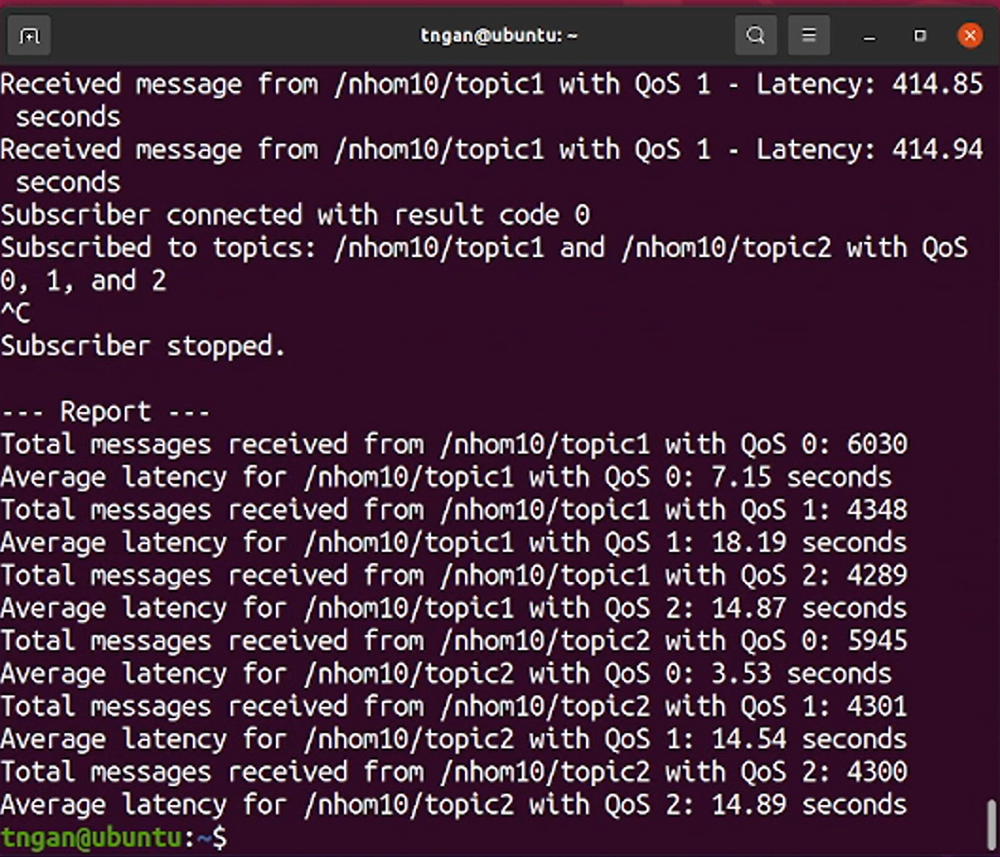 tngan@ubuntu: ~
Received message from /nhom10/topic1 with QoS 1 - Latency: 414.85
 seconds
Received message from /nhom10/topic1 with QoS 1 - Latency: 414.94
 seconds
Subscriber connected with result code 0
Subscribed to topics: /nhom10/topic1 and /nhom10/topic2 with QoS
0, 1, and 2
^C
Subscriber stopped.

--- Report ---
Total messages received from /nhom10/topic1 with QoS 0: 6030
Average latency for /nhom10/topic1 with QoS 0: 7.15 seconds
Total messages received from /nhom10/topic1 with QoS 1: 4348
Average latency for /nhom10/topic1 with QoS 1: 18.19 seconds
Total messages received from /nhom10/topic1 with QoS 2: 4289
Average latency for /nhom10/topic1 with QoS 2: 14.87 seconds
Total messages received from /nhom10/topic2 with QoS 0: 5945
Average latency for /nhom10/topic2 with QoS 0: 3.53 seconds
Total messages received from /nhom10/topic2 with QoS 1: 4301
Average latency for /nhom10/topic2 with QoS 1: 14.54 seconds
Total messages received from /nhom10/topic2 with QoS 2: 4300
Average latency for /nhom10/topic2 with QoS 2: 14.89 seconds
tngan@ubuntu:~$